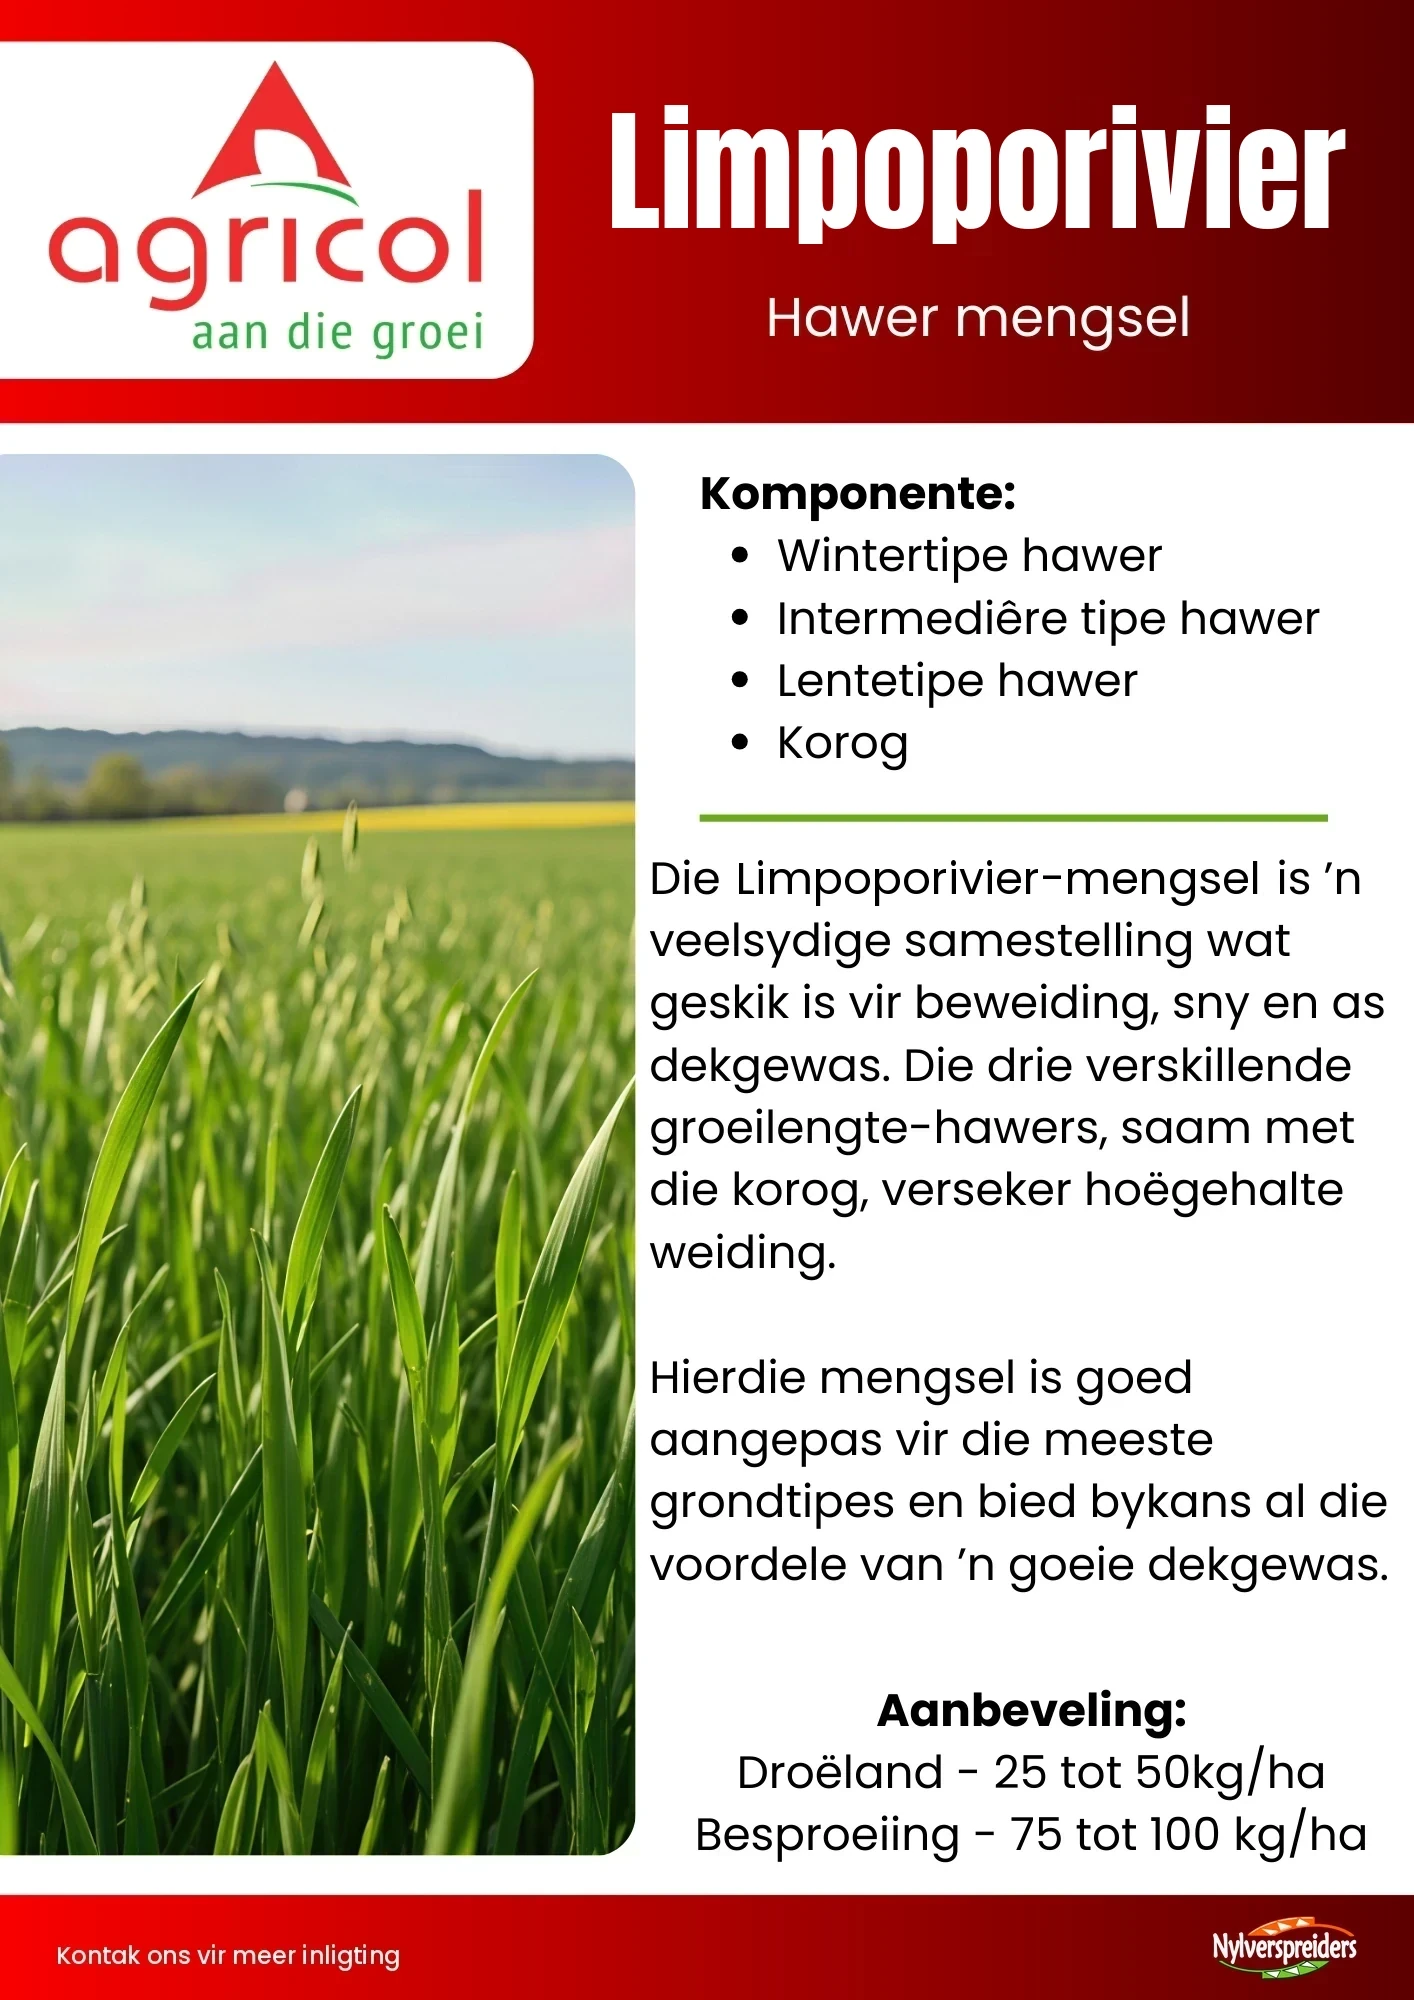 agricol
aan die groei
Limpoporivier
Hawer mengsel
Komponente:
• Wintertipe hawer
• Intermediêre tipe hawer
• Lentetipe hawer
• Korog
Die Limpoporivier-mengsel is ’n
veelsydige samestelling wat
geskik is vir beweiding, sny en as
dekgewas. Die drie verskillende
groeilengte-hawers, saam met
die korog, verseker hoëgehalte
weiding.
Hierdie mengsel is goed
aangepas vir die meeste
grondtipes en bied bykans al die
voordele van ’n goeie dekgewas.
Aanbeveling:
Droëland - 25 tot 50kg/ha
Besproeiing - 75 tot 100 kg/ha
Kontak ons vir meer inligting
Nylverspreiders